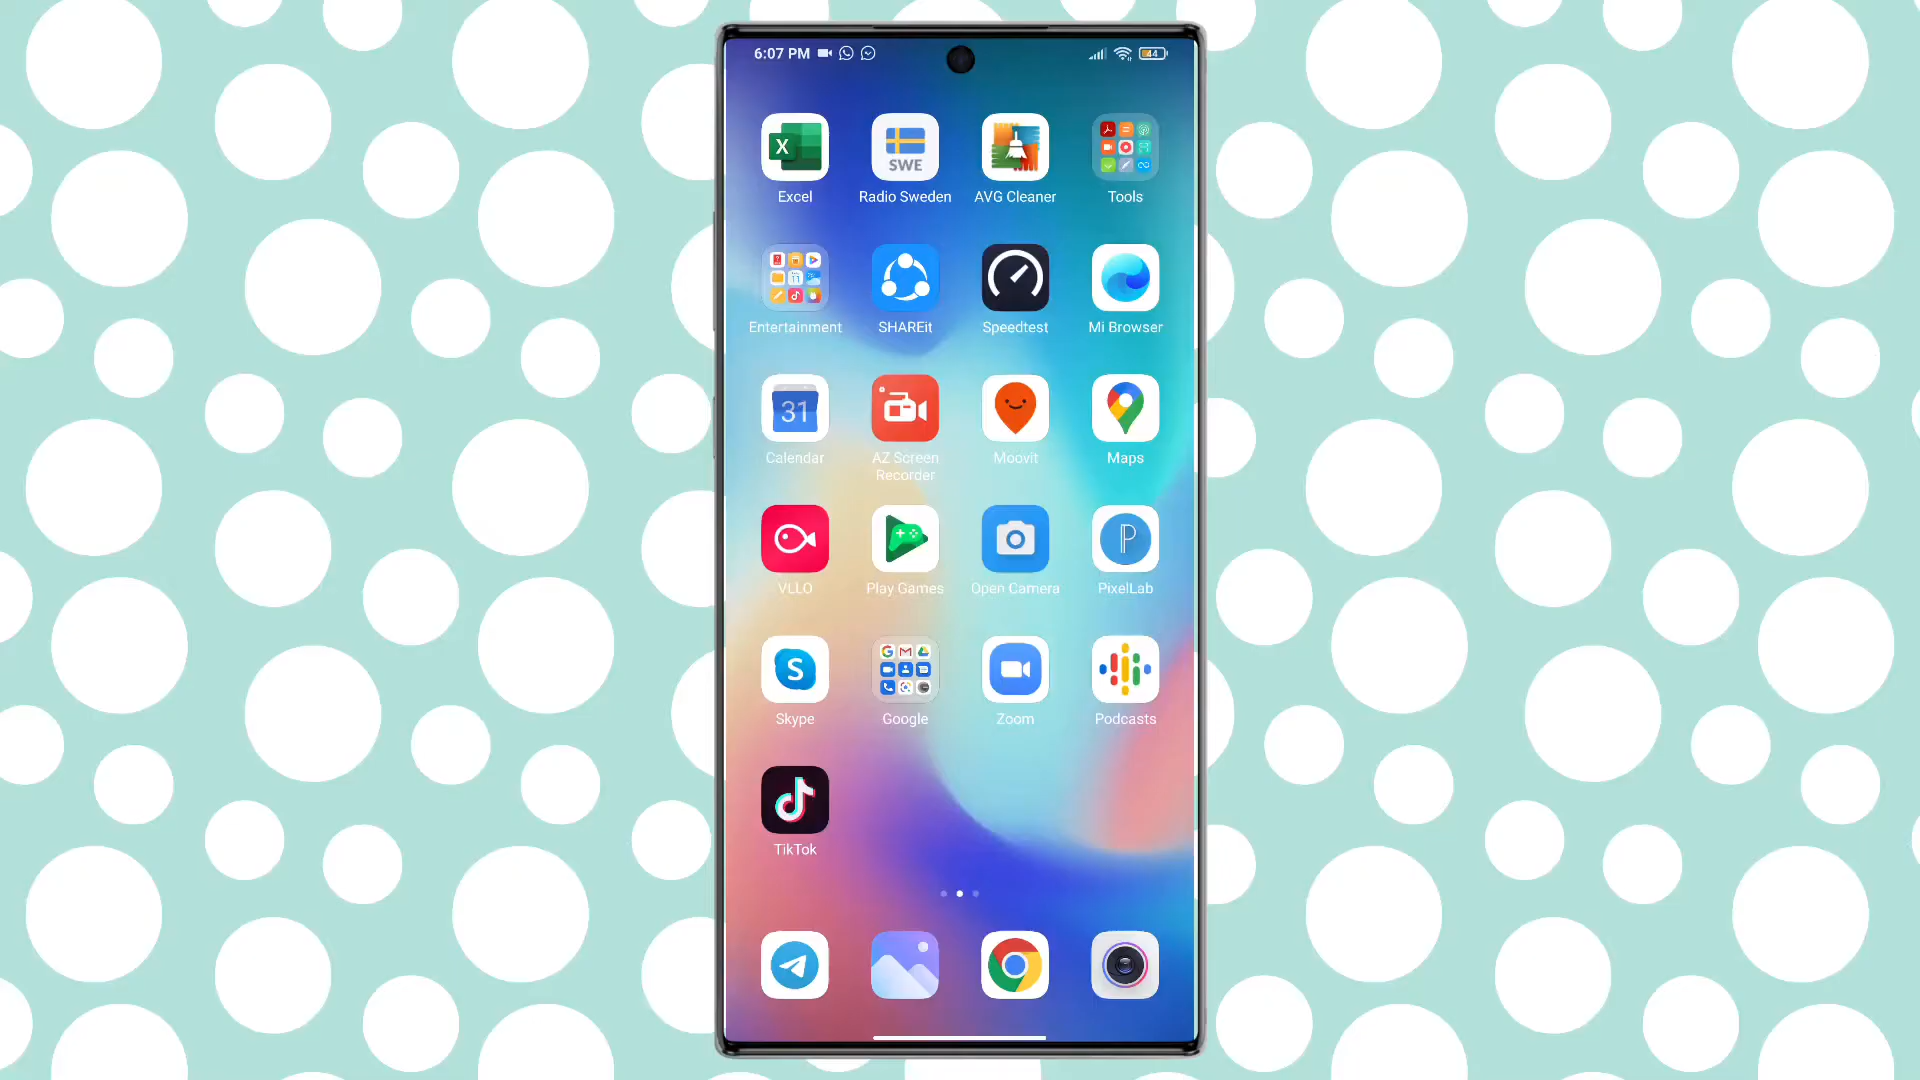 6:07 PM
44
X
SWE
Excel
Radio Sweden
AVG Cleaner
Tools
Entertainment
SHAREit
Speedtest
Mi Browser
31
Calendar
AZ Screen
Recorder
Moovit
Maps
P
VLLO
Play Games
Open Camera
PixelLab
S
Skype
Google
Zoom
Podcasts
TikTok